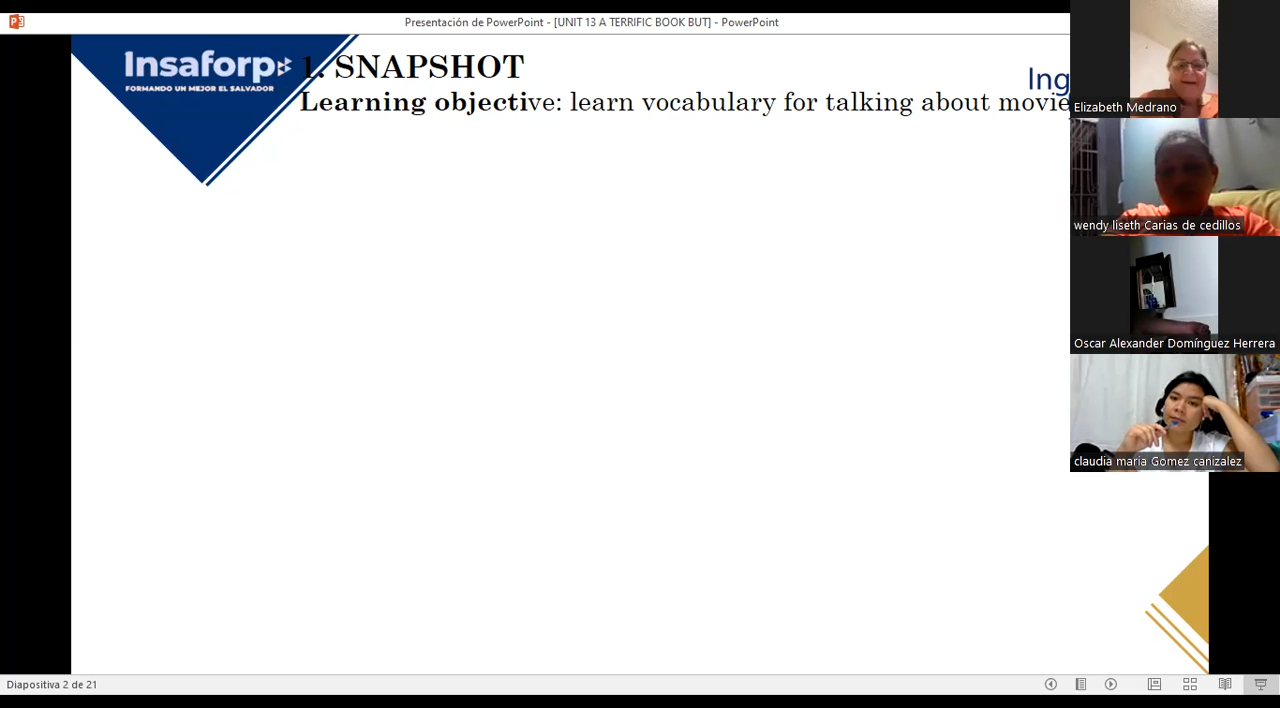 Presentación de PowerPoint - [UNIT 13 A TERRIFIC BOOK BUT] - PowerPoint
Insaforp
FORMANDO UN MEJOR EL SALVADOR
1. SNAPSHOT
Ing
Learning objective: learn vocabulary for talking about movie
Elizabeth Medrano
wendy liseth Carias de cedillos
Oscar Alexander Domínguez Herrera
claudia maria Gomez canizalez
Diapositiva 2 de 21